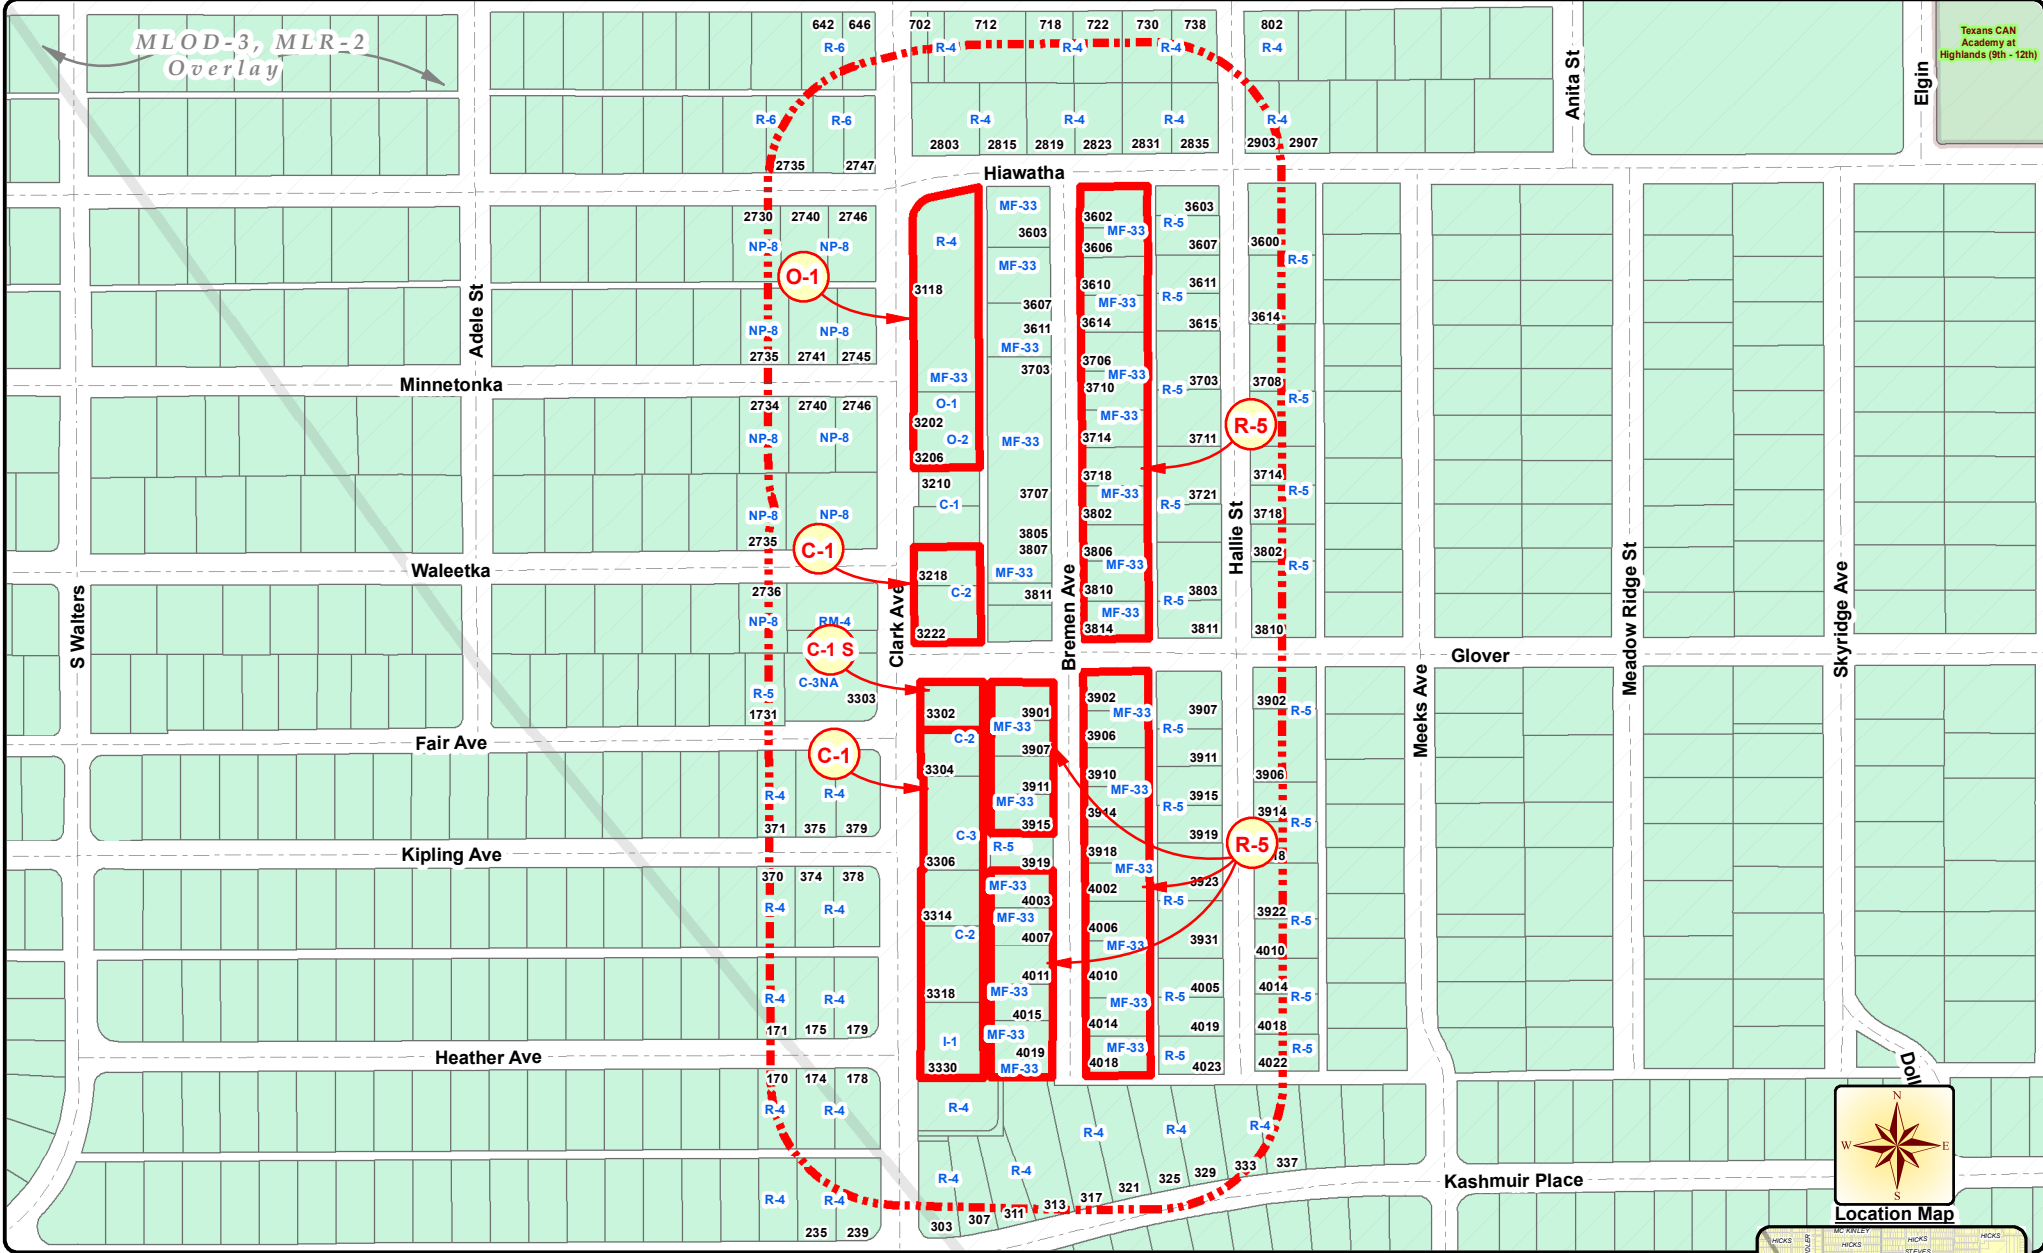 MLOD-3, MLR-2
Overlay
642 646
R-6
702 712 718 722 730 738
R-4 R-4 R-4
802
R-4
Anita St
Elgin
Texans CAN
Academy at
Highlands (9th - 12th)
R-6 R-6
R-4 R-4 R-4 R-4
2735 2747
2803 2815 2819 2823 2831 2835
2903 2907
Hiawatha
2730 2740 2746
NP-8 NP-8
O-1
NP-8 NP-8
2735 2741 2745
Adele St
Minnetonka
2734 2740 2746
NP-8 NP-8
NP-8 NP-8
2735
C-1
Waleetka
2736
NP-8 RM-4
C-1 S
C-3NA
R-5
3303
1731
S Walters
Fair Ave
C-1
R-4 R-4
371 375 379
Kipling Ave
370 374 378
R-4 R-4
R-4 R-4
171 175 179
Heather Ave
170 174 178
R-4 R-4
R-4 R-4
235 239
Clark Ave
R-4
3118
MF-33
O-1
3202
O-2
3206
3210
C-1
3218
C-2
3222
3302
C-2
3304
C-3
3306
3314
C-2
3318
I-1
3330
R-4
R-4
MF-33
3603
MF-33
3607
3611
MF-33
3703
MF-33
3707
3805
3807
MF-33
3811
3901
MF-33
3907
3911
MF-33
3915
R-5
3919
MF-33
4003
MF-33
4007
4011
MF-33
4015
MF-33
4019
MF-33
R-4
Bremen Ave
3602
MF-33
3606
3610
MF-33
3614
3706
MF-33
3710
MF-33
3714
3718
MF-33
3802
3806
MF-33
3810
MF-33
3814
3902
MF-33
3906
3910
MF-33
3914
3918
MF-33
4002
4006
MF-33
4010
MF-33
4014
MF-33
4018
3603
R-5
3607
3611
R-5
3615
3703
R-5
3711
3721
R-5
3803
R-5
3811
3907
R-5
3911
3915
R-5
3919
3923
R-5
3931
4005
R-5
4019
R-5
4023
Hallie St
3600
R-5
3614
3708
R-5
R-5
3714
R-5
3718
3802
R-5
3810
3902
R-5
3906
3914
R-5
R-5
3922
R-5
4010
4014
R-5
4018
R-5
4022
Glover
Meeks Ave
Meadow Ridge St
Skyridge Ave
R-4 R-4 R-4
303 307 311 313 317 321 325 329 333 337
Kashmuir Place
Doll
N
W E
S
Location Map
MC KINLEY
HICKS HICKS HICKS HICKS
STEVES